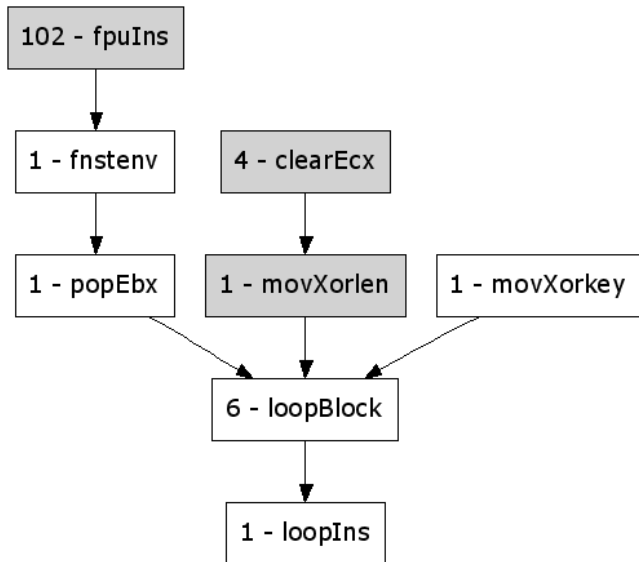 102 - fpuIns
1 - fnstenv
4 - clearEcx
1 - popEbx
1 - movXorlen
1 - movXorkey
6 - loopBlock
1 - loopIns